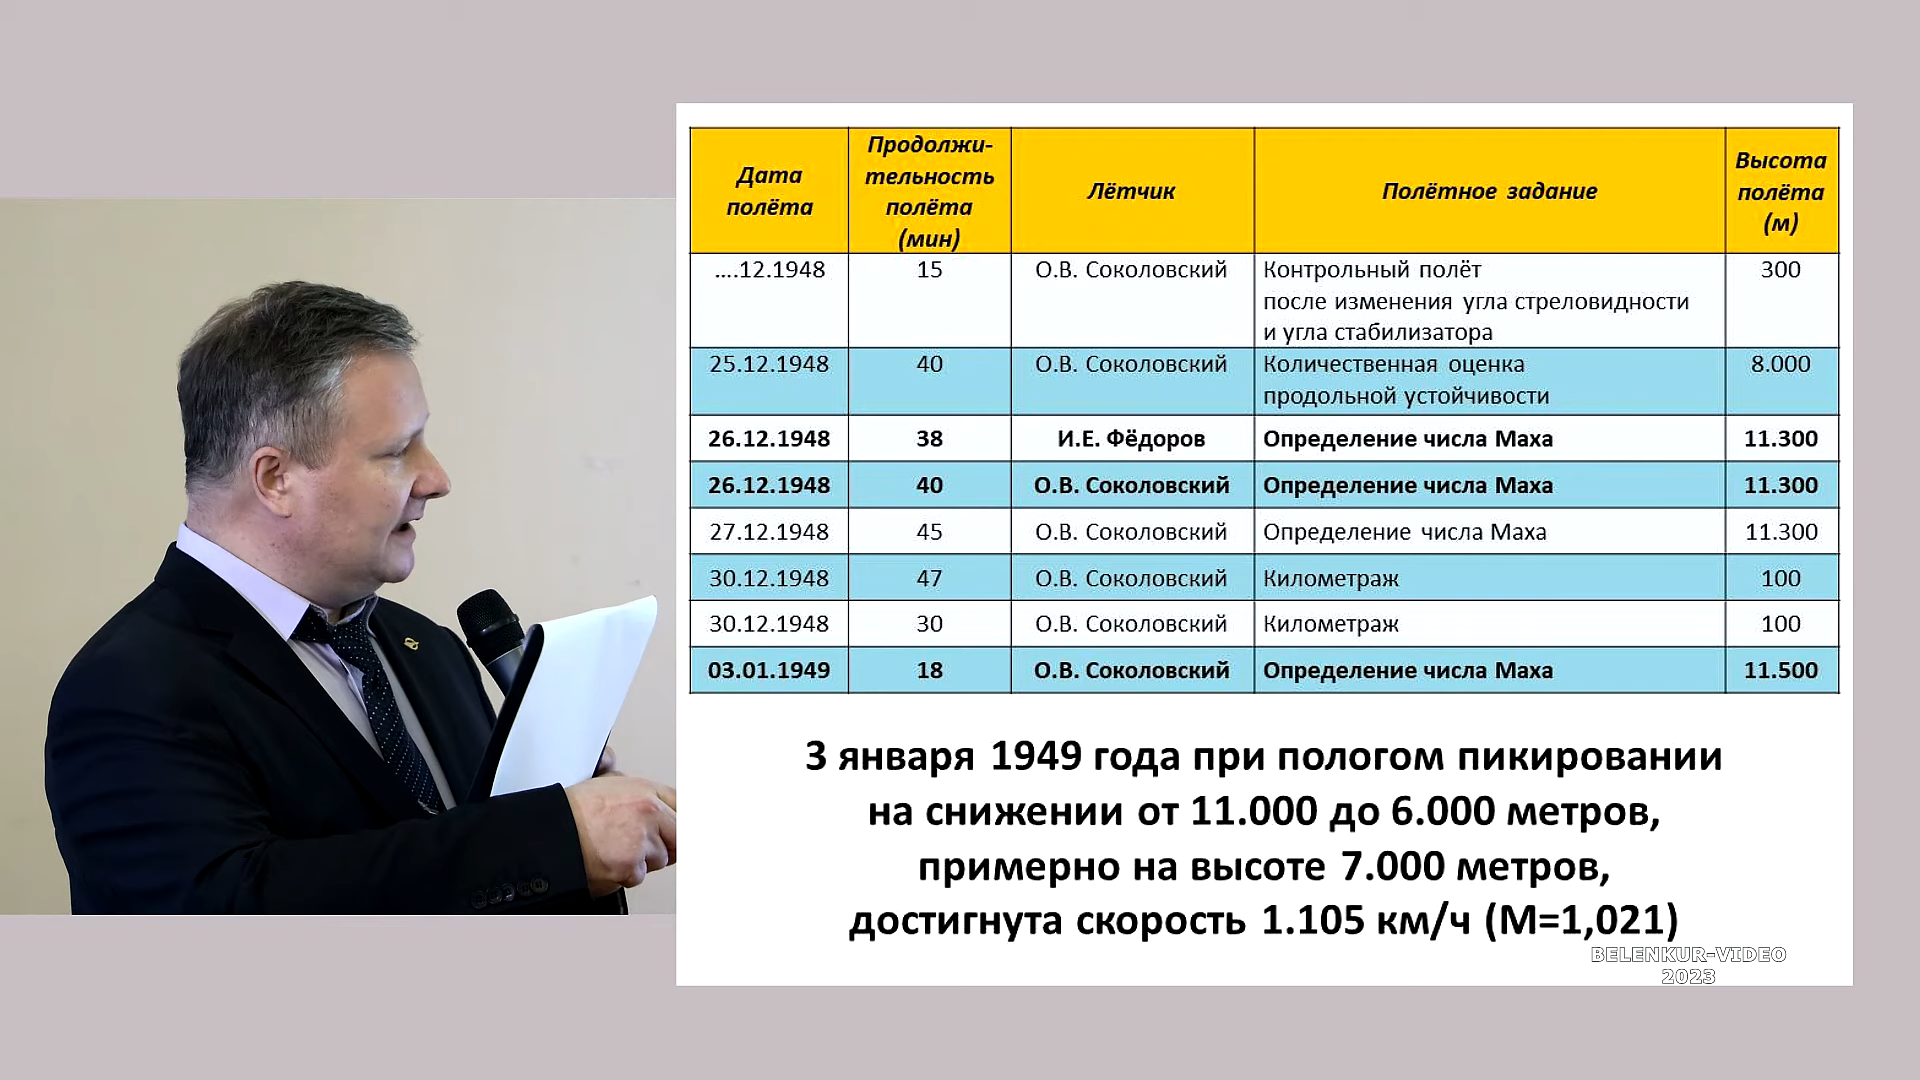 Дата полёта
Продолжи-
тельность
полёта
(мин)
Лётчик
Полётное задание
Высота
полёта
(м)
....12.1948 15 О.В. Соколовский Контрольный полёт 300
после изменения угла стреловидности
и угла стабилизатора
25.12.1948 40 О.В. Соколовский Количественная оценка 8.000
продольной устойчивости
26.12.1948 38 И.Е. Фёдоров Определение числа Маха 11.300
26.12.1948 40 О.В. Соколовский Определение числа Маха 11.300
27.12.1948 45 О.В. Соколовский Определение числа Маха 11.300
30.12.1948 47 О.В. Соколовский Километраж 100
30.12.1948 30 О.В. Соколовский Километраж 100
03.01.1949 18 О.В. Соколовский Определение числа Маха 11.500
3 января 1949 года при пологом пикировании
на снижении от 11.000 до 6.000 метров,
примерно на высоте 7.000 метров,
достигнута скорость 1.105 км/ч (М=1,021)
BELENKUR-VIDEO
2023